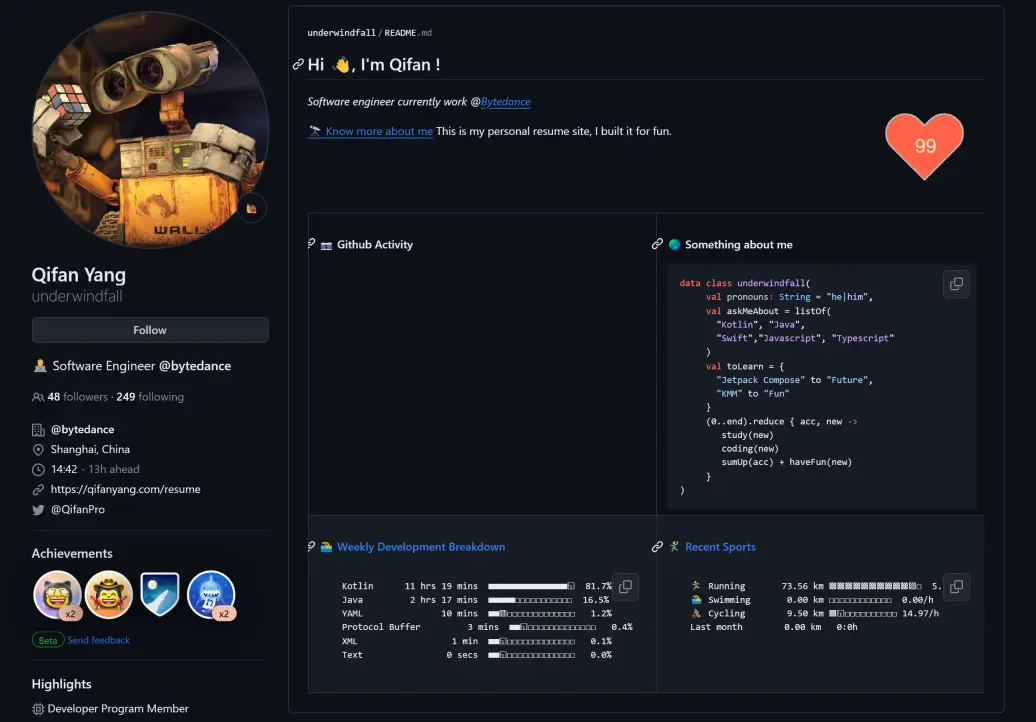 WALL
Qifan Yang
underwindfall
Follow
Software Engineer @bytedance
48 followers · 249 following
@bytedance
Shanghai, China
14:42 - 13h ahead
https://qifanyang.com/resume
@QifanPro
Achievements
x2
x2
Beta Send feedback
Highlights
Developer Program Member
underwindfall/README.md
Hi 👋, I'm Qifan !
Software engineer currently work @Bytedance
🔭 Know more about me This is my personal resume site, I built it for fun.
99
Github Activity
Something about me
data class underwindfall(
val pronouns: String = "he|him",
val askMeAbout = listOf(
"Kotlin", "Java",
"Swift","Javascript", "Typescript"
)
val toLearn = {
"Jetpack Compose" to "Future",
"KMM" to "Fun"
}
(0..end).reduce { acc, new ->
study(new)
coding(new)
sumUp(acc) + haveFun(new)
}
)
Weekly Development Breakdown
Kotlin 11 hrs 19 mins 81.7%
Java 2 hrs 17 mins 16.5%
YAML 10 mins 1.2%
Protocol Buffer 3 mins 0.4%
XML 1 min 0.1%
Text 0 secs 0.0%
Recent Sports
Running 73.56 km 5.
Swimming 0.00 km 0.00/h
Cycling 9.50 km 14.97/h
Last month 0.00 km 0:0h